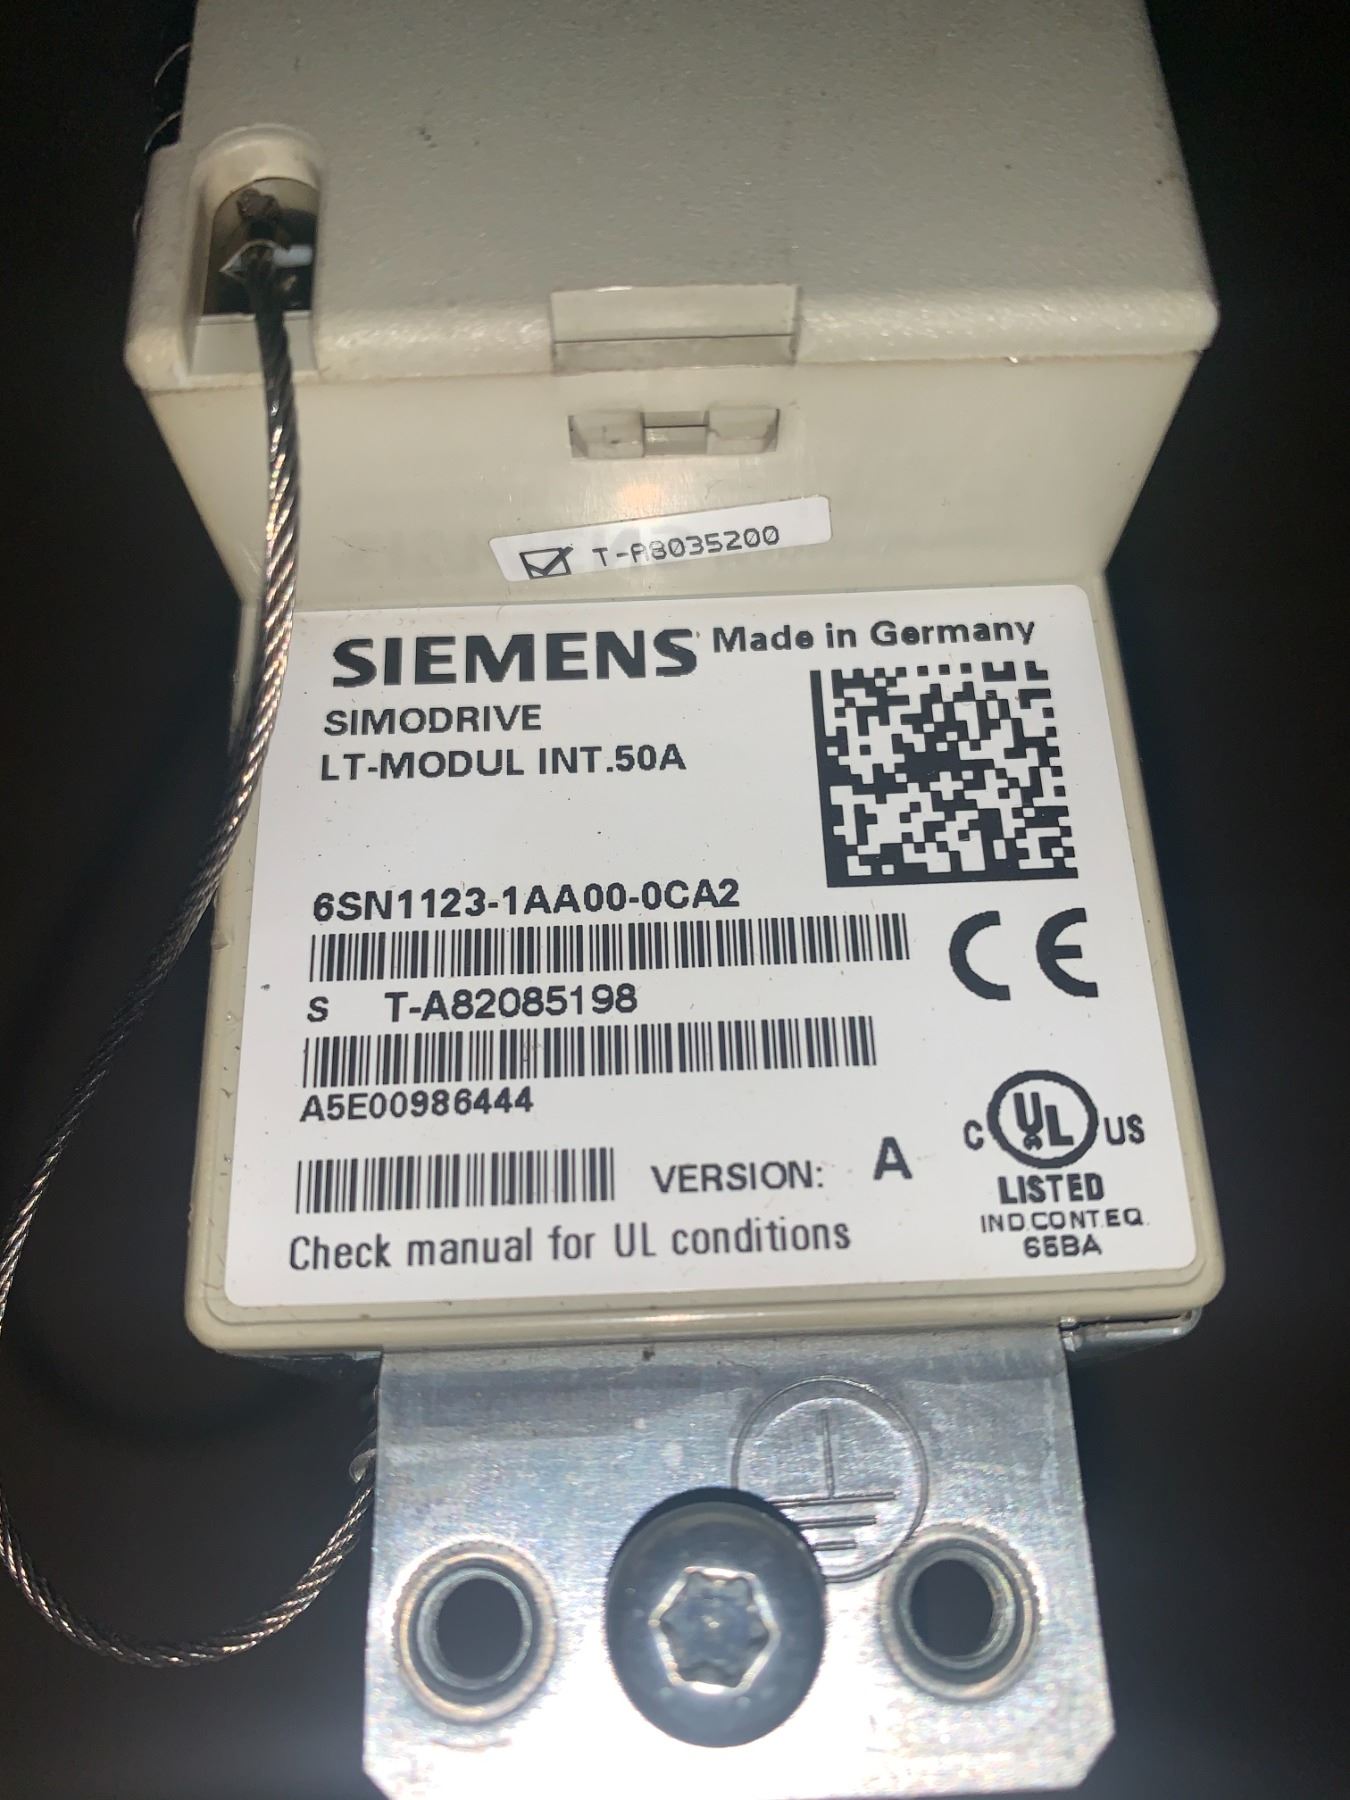 T-A8035200
SIEMENS Made in Germany
SIMODRIVE
LT-MODUL INT.50A
6SN1123-1AA00-0CA2
S T-A82085198
A5E00986444
VERSION: A
Check manual for UL conditions
CE
C UL US
LISTED
IND.CONT.EQ.
65BA